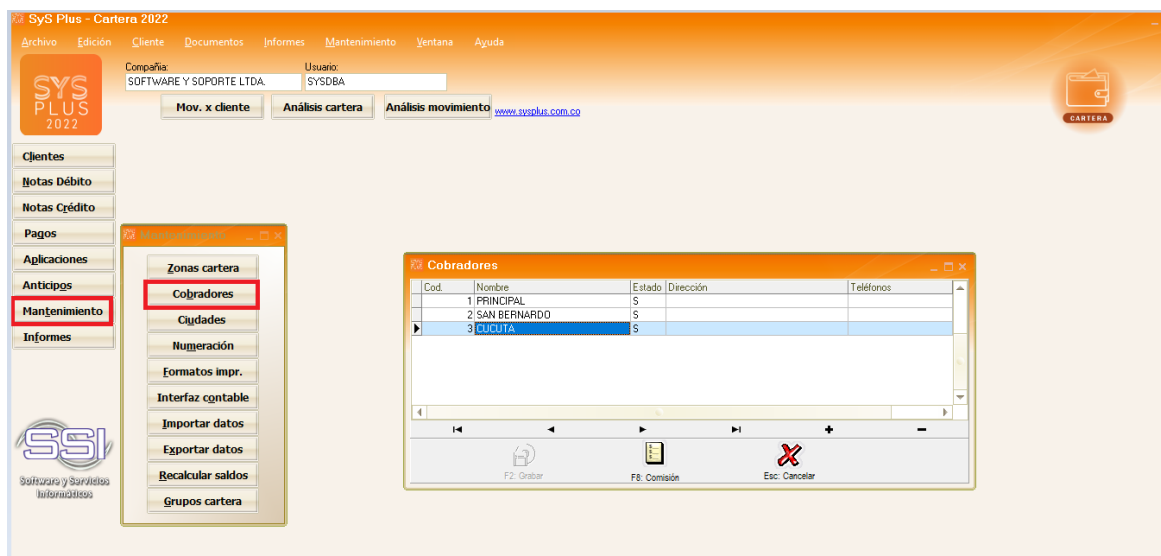 SyS Plus - Cartera 2022
Archivo Edición Cliente Documentos Informes Mantenimiento Ventana Ayuda
Compañia: Usuario:
SOFTWARE Y SOPORTE LTDA. SYSDBA
SYS
PLUS
2022
Mov. x cliente Análisis cartera Análisis movimiento www.sysplus.com.co
CARTERA
Clientes
Notas Débito
Notas Crédito
Pagos
Aplicaciones
Anticipos
Mantenimiento
Informes
Mantenimiento
Zonas cartera
Cobradores
Ciudades
Numeración
Formatos impr.
Interfaz contable
Importar datos
Exportar datos
Recalcular saldos
Grupos cartera
Cobradores
Cod. Nombre Estado Dirección Teléfonos
1 PRINCIPAL S
2 SAN BERNARDO S
3 CUCUTA S
F2: Grabar F8: Comisión Esc: Cancelar
SSI
Software y Servicios
Informáticos